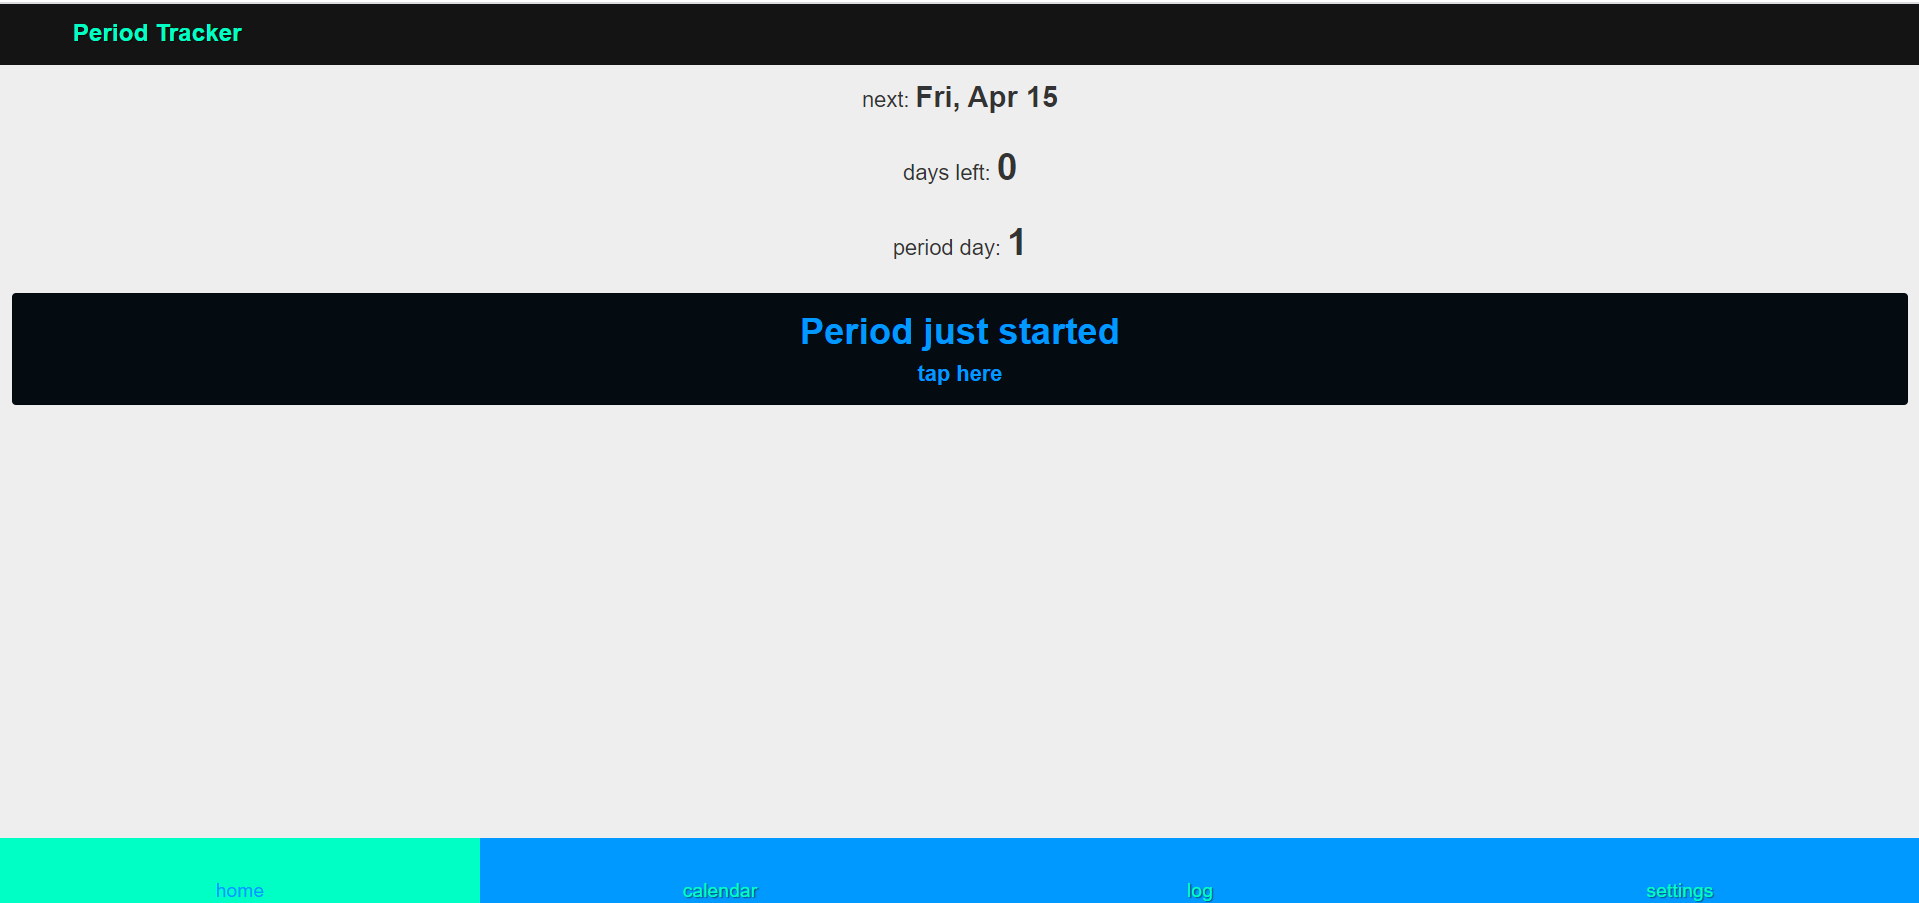 Period Tracker
next: Fri, Apr 15
days left: 0
period day: 1
Period just started
tap here
home
calendar
log
settings